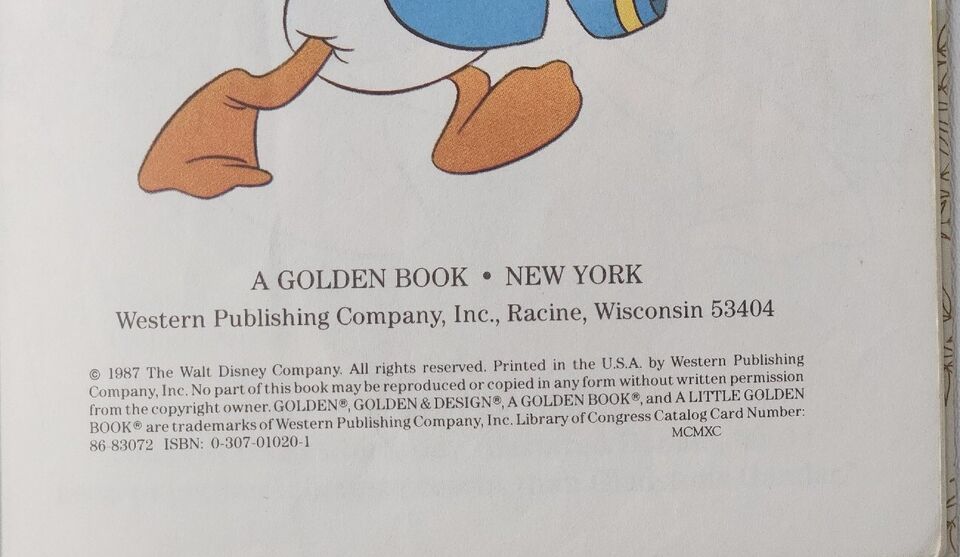 A GOLDEN BOOK • NEW YORK
Western Publishing Company, Inc., Racine, Wisconsin 53404
© 1987 The Walt Disney Company. All rights reserved. Printed in the U.S.A. by Western Publishing
Company, Inc. No part of this book may be reproduced or copied in any form without written permission
from the copyright owner. GOLDEN®, GOLDEN & DESIGN®, A GOLDEN BOOK®, and A LITTLE GOLDEN
BOOK® are trademarks of Western Publishing Company, Inc. Library of Congress Catalog Card Number:
86-83072 ISBN: 0-307-01020-1 MCMXC